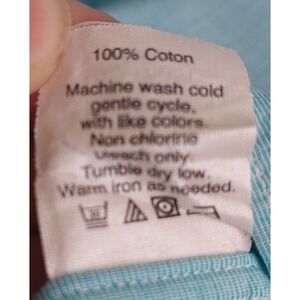 100% Coton
Machine wash cold
gentle cycle,
with like colors.
Non chlorine
bleach only.
Tumble dry low.
Warm iron as needed.